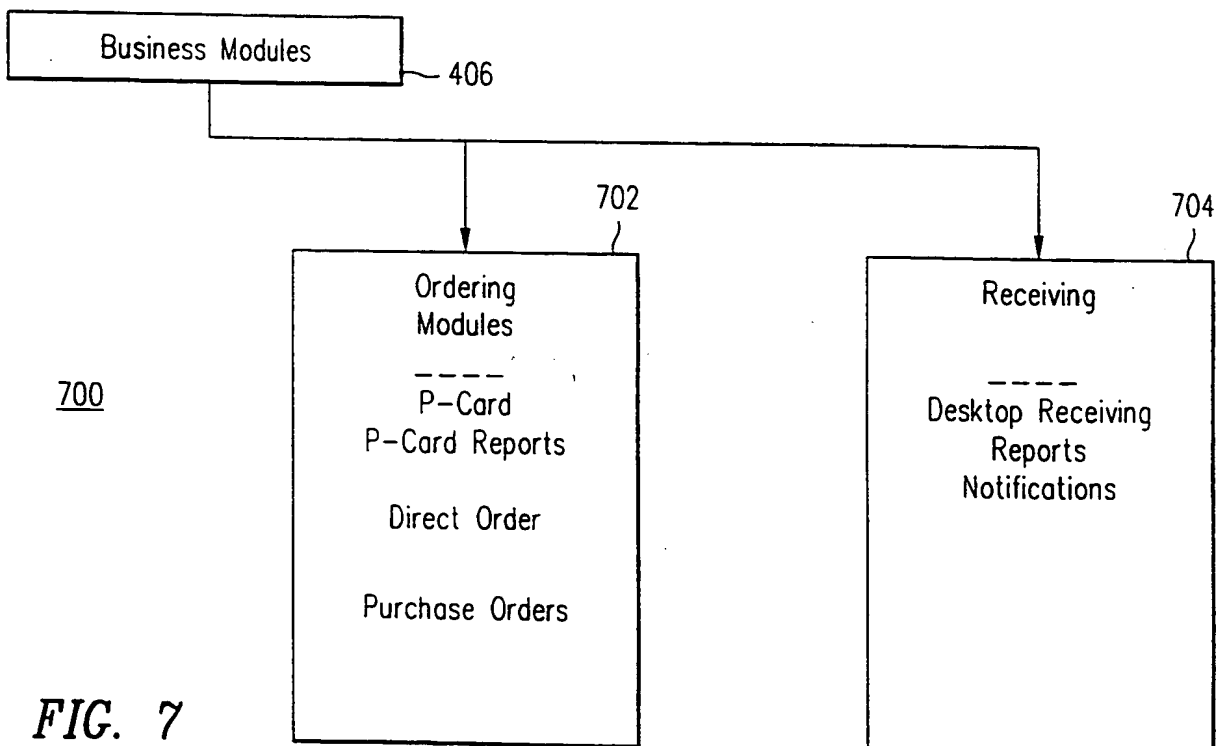 Business Modules
406
702
704
Ordering
Modules
----
P-Card
P-Card Reports
Direct Order
Purchase Orders
Receiving
----
Desktop Receiving
Reports
Notifications
700
FIG. 7